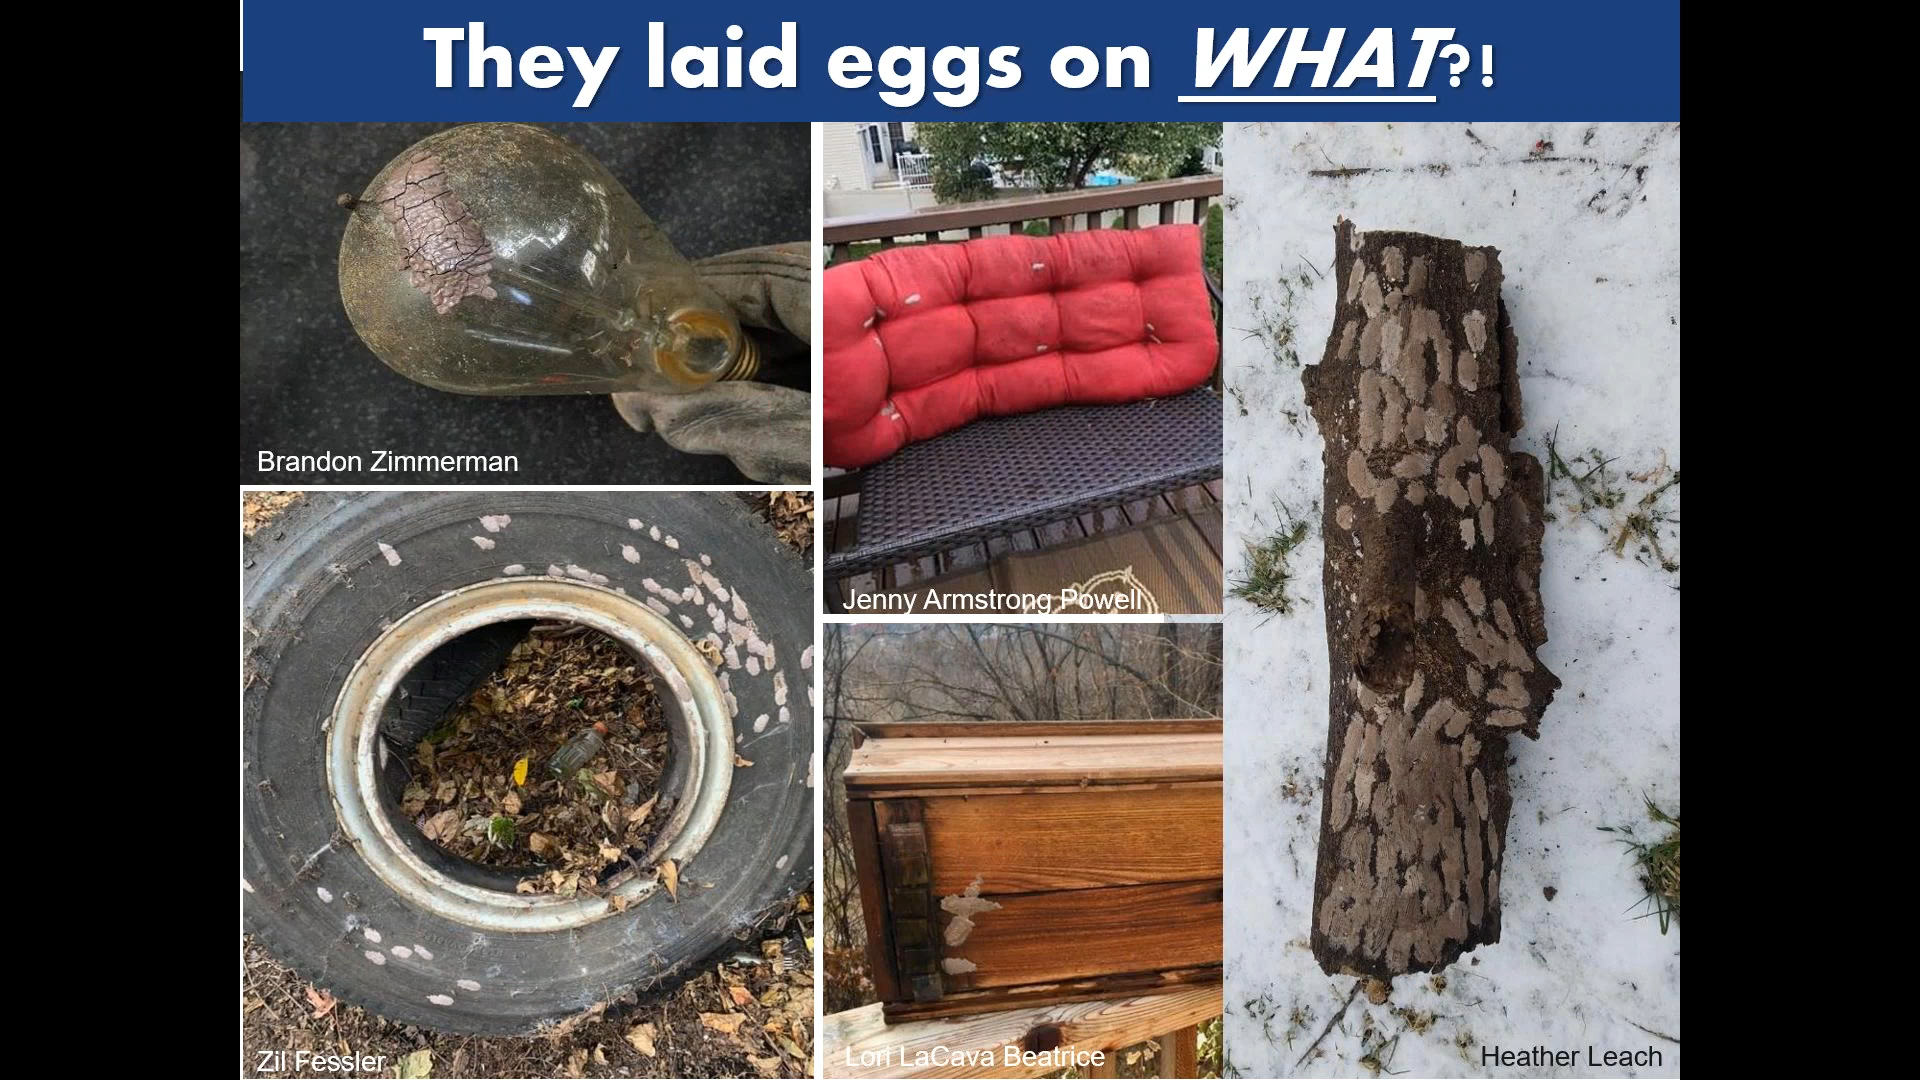 They laid eggs on WHAT?!
Brandon Zimmerman
Jenny Armstrong Powell
Zil Fessler
Lori LaCava Beatrice
Heather Leach